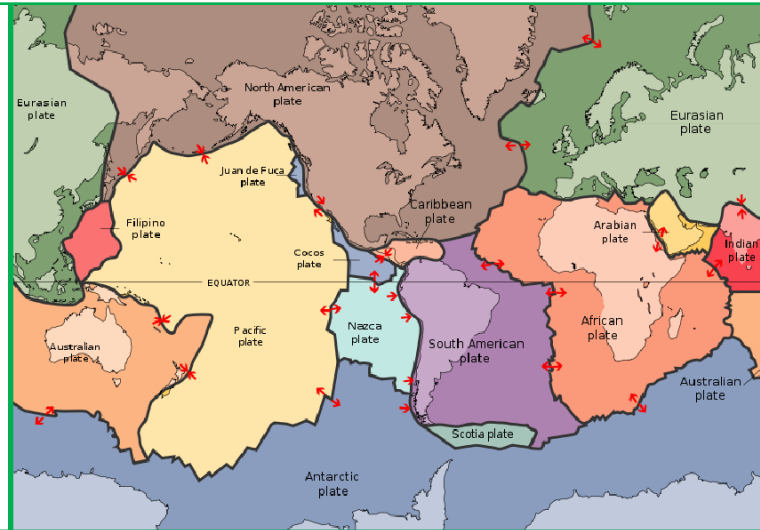 North American
plate
Eurasian
plate
Eurasian
plate
Juan de Fuca
plate
Caribbean
plate
Filipino
plate
Arabian
plate
Indian
plate
Cocos
plate
EQUATOR
Pacific
plate
Nazca
plate
South American
plate
African
plate
Australian
plate
Australian
plate
Scotia plate
Antarctic
plate